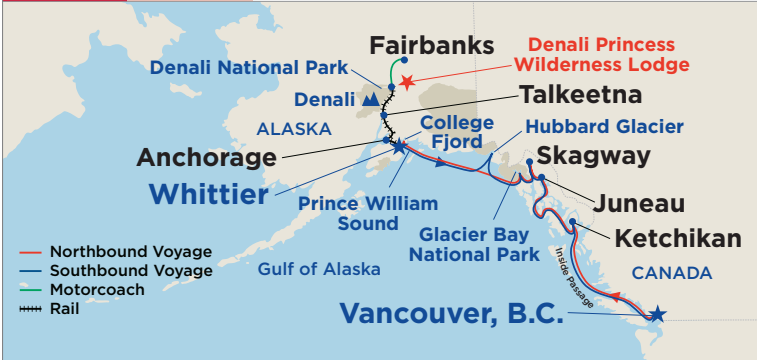 Fairbanks
Denali Princess
Wilderness Lodge
Denali National Park
Denali
Talkeetna
College
Fjord
Hubbard Glacier
ALASKA
Anchorage
Skagway
Whittier
Prince William
Sound
Juneau
Glacier Bay
National Park
Ketchikan
Northbound Voyage
Southbound Voyage
Motorcoach
Rail
Gulf of Alaska
Inside Passage
CANADA
Vancouver, B.C.